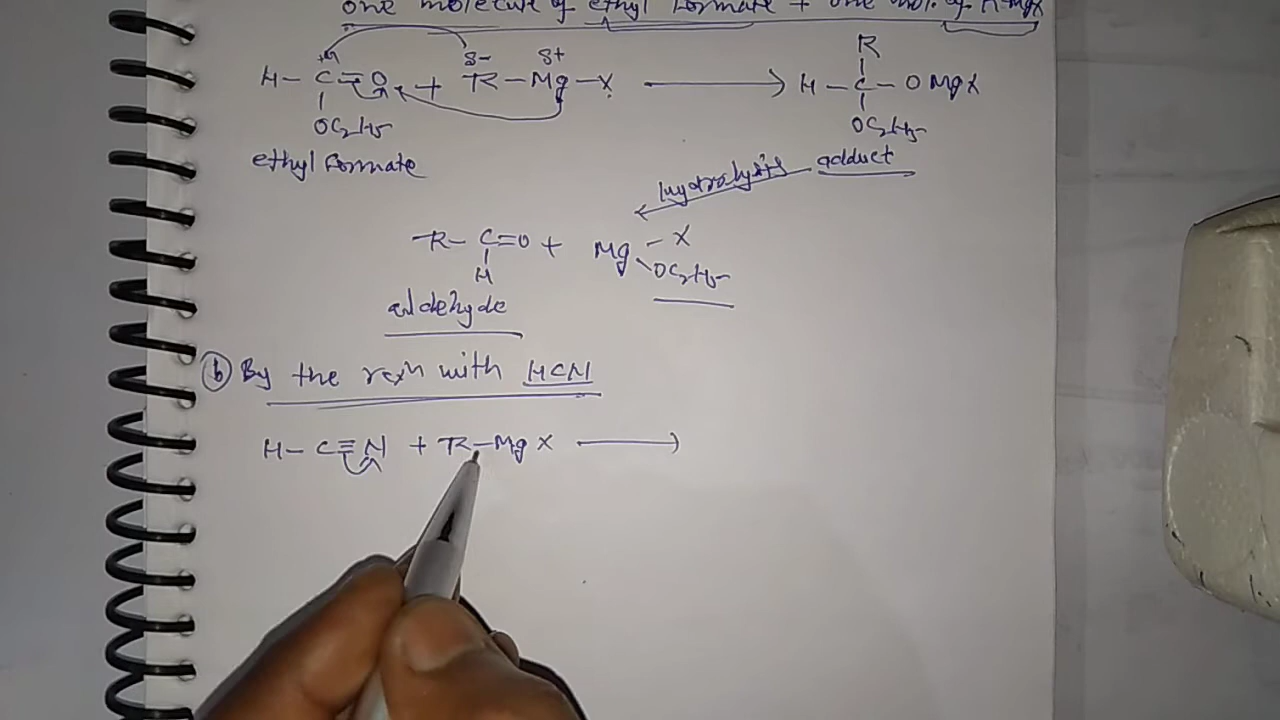 one molecule of ethyl formate + one mol. of R-MgX
δ- δ+ R
H - C = O + R - Mg - X → H - C - OMgX
OC2H5 OC2H5
ethyl formate hydrolysis adduct
R - C = O + Mg - X
H OC2H5
aldehyde
(b) By the rexn with HCN
H - C ≡ N + R - Mg X →